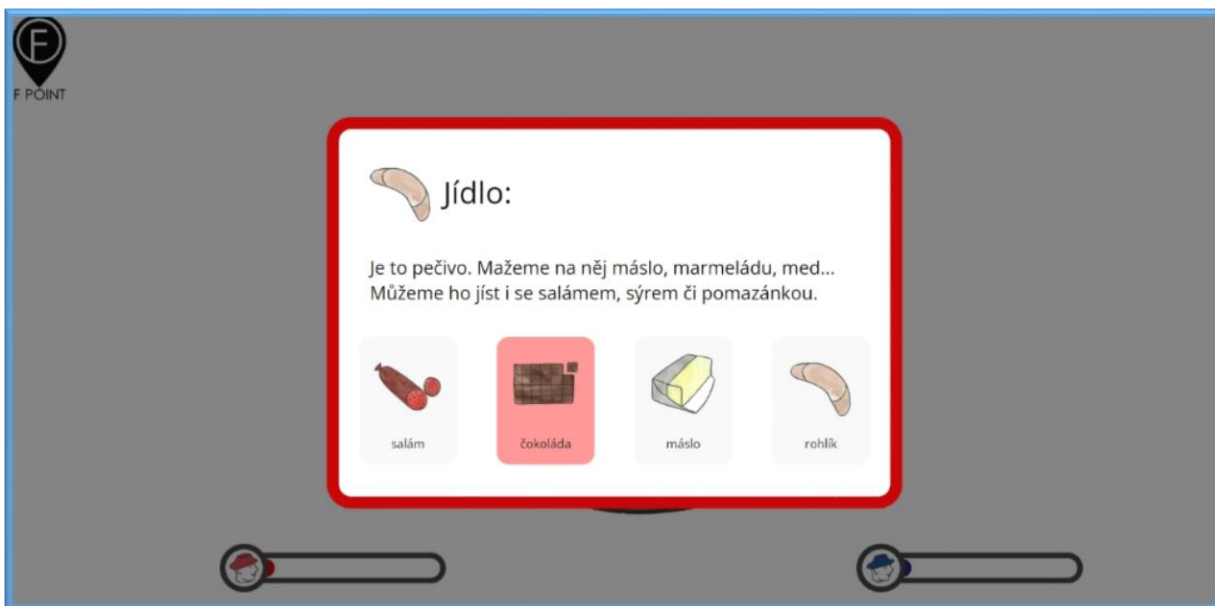 F
F POINT
Jídlo:
Je to pečivo. Mažeme na něj máslo, marmeládu, med...
Můžeme ho jíst i se salámem, sýrem či pomazánkou.
salám
čokoláda
máslo
rohlík